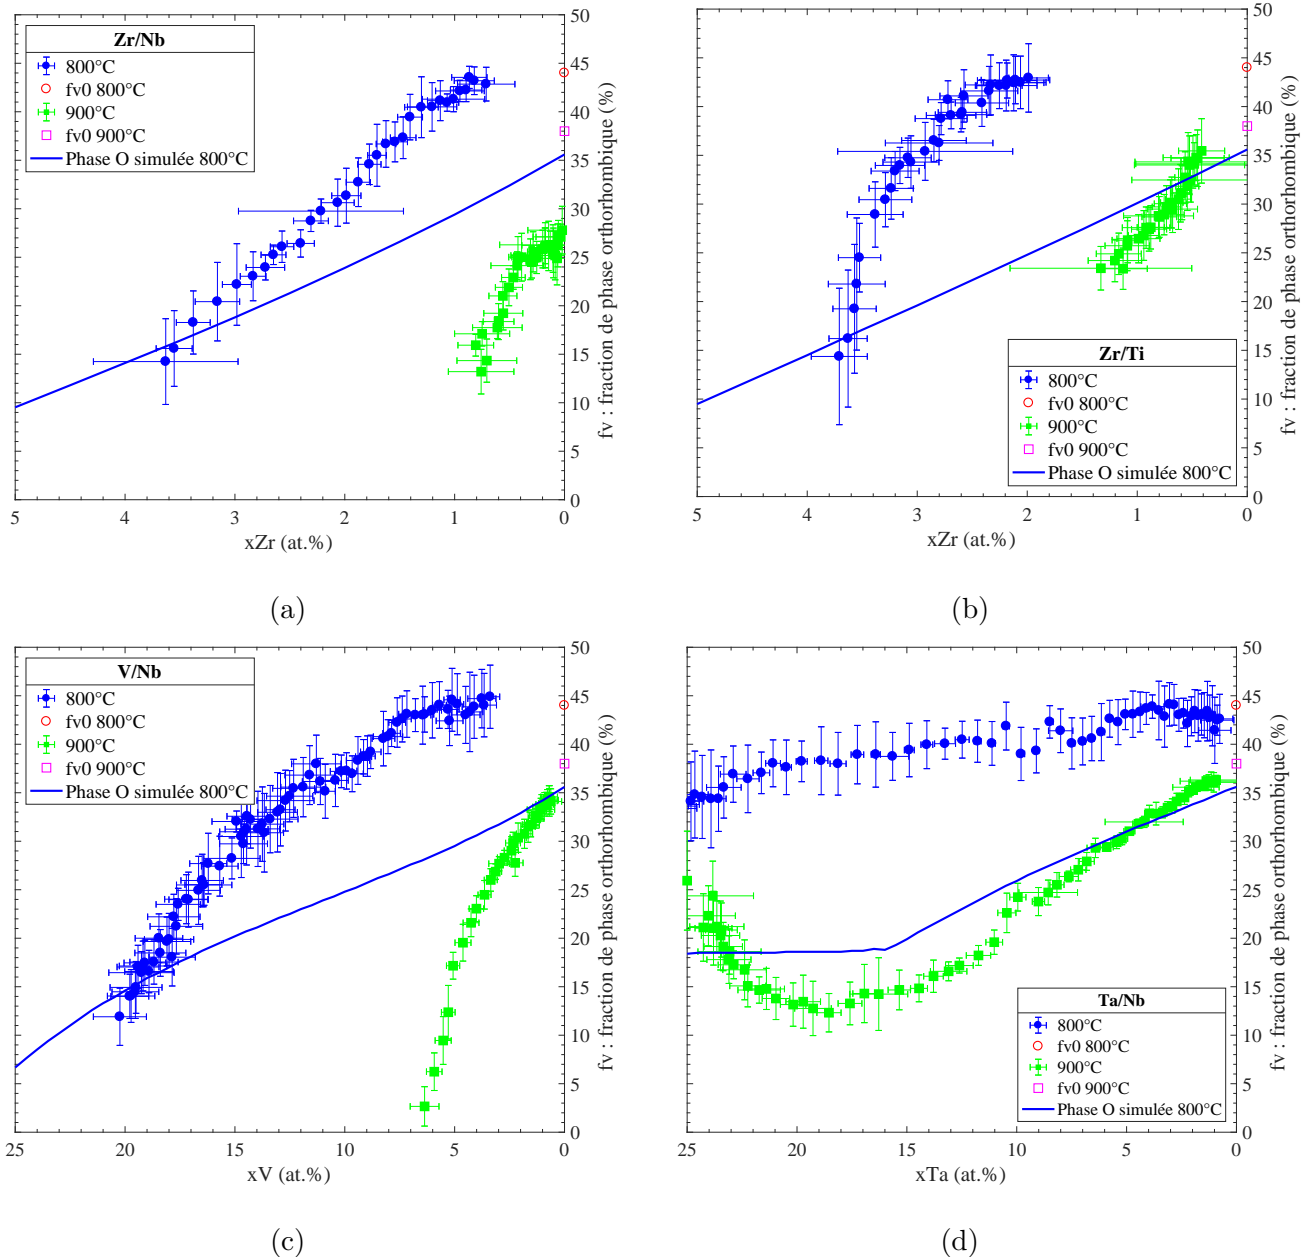 Zr/Nb
800°C
fv0 800°C
900°C
fv0 900°C
Phase O simulée 800°C
50
45
40
35
30
25
20
15
10
5
0
fv : fraction de phase orthorhombique (%)
5 4 3 2 1 0
xZr (at.%)
(a)
50
45
40
35
30
25
20
15
10
5
0
fv : fraction de phase orthorhombique (%)
Zr/Ti
800°C
fv0 800°C
900°C
fv0 900°C
Phase O simulée 800°C
5 4 3 2 1 0
xZr (at.%)
(b)
V/Nb
800°C
fv0 800°C
900°C
fv0 900°C
Phase O simulée 800°C
50
45
40
35
30
25
20
15
10
5
0
fv : fraction de phase orthorhombique (%)
25 20 15 10 5 0
xV (at.%)
(c)
50
45
40
35
30
25
20
15
10
5
0
fv : fraction de phase orthorhombique (%)
Ta/Nb
800°C
fv0 800°C
900°C
fv0 900°C
Phase O simulée 800°C
25 20 15 10 5 0
xTa (at.%)
(d)